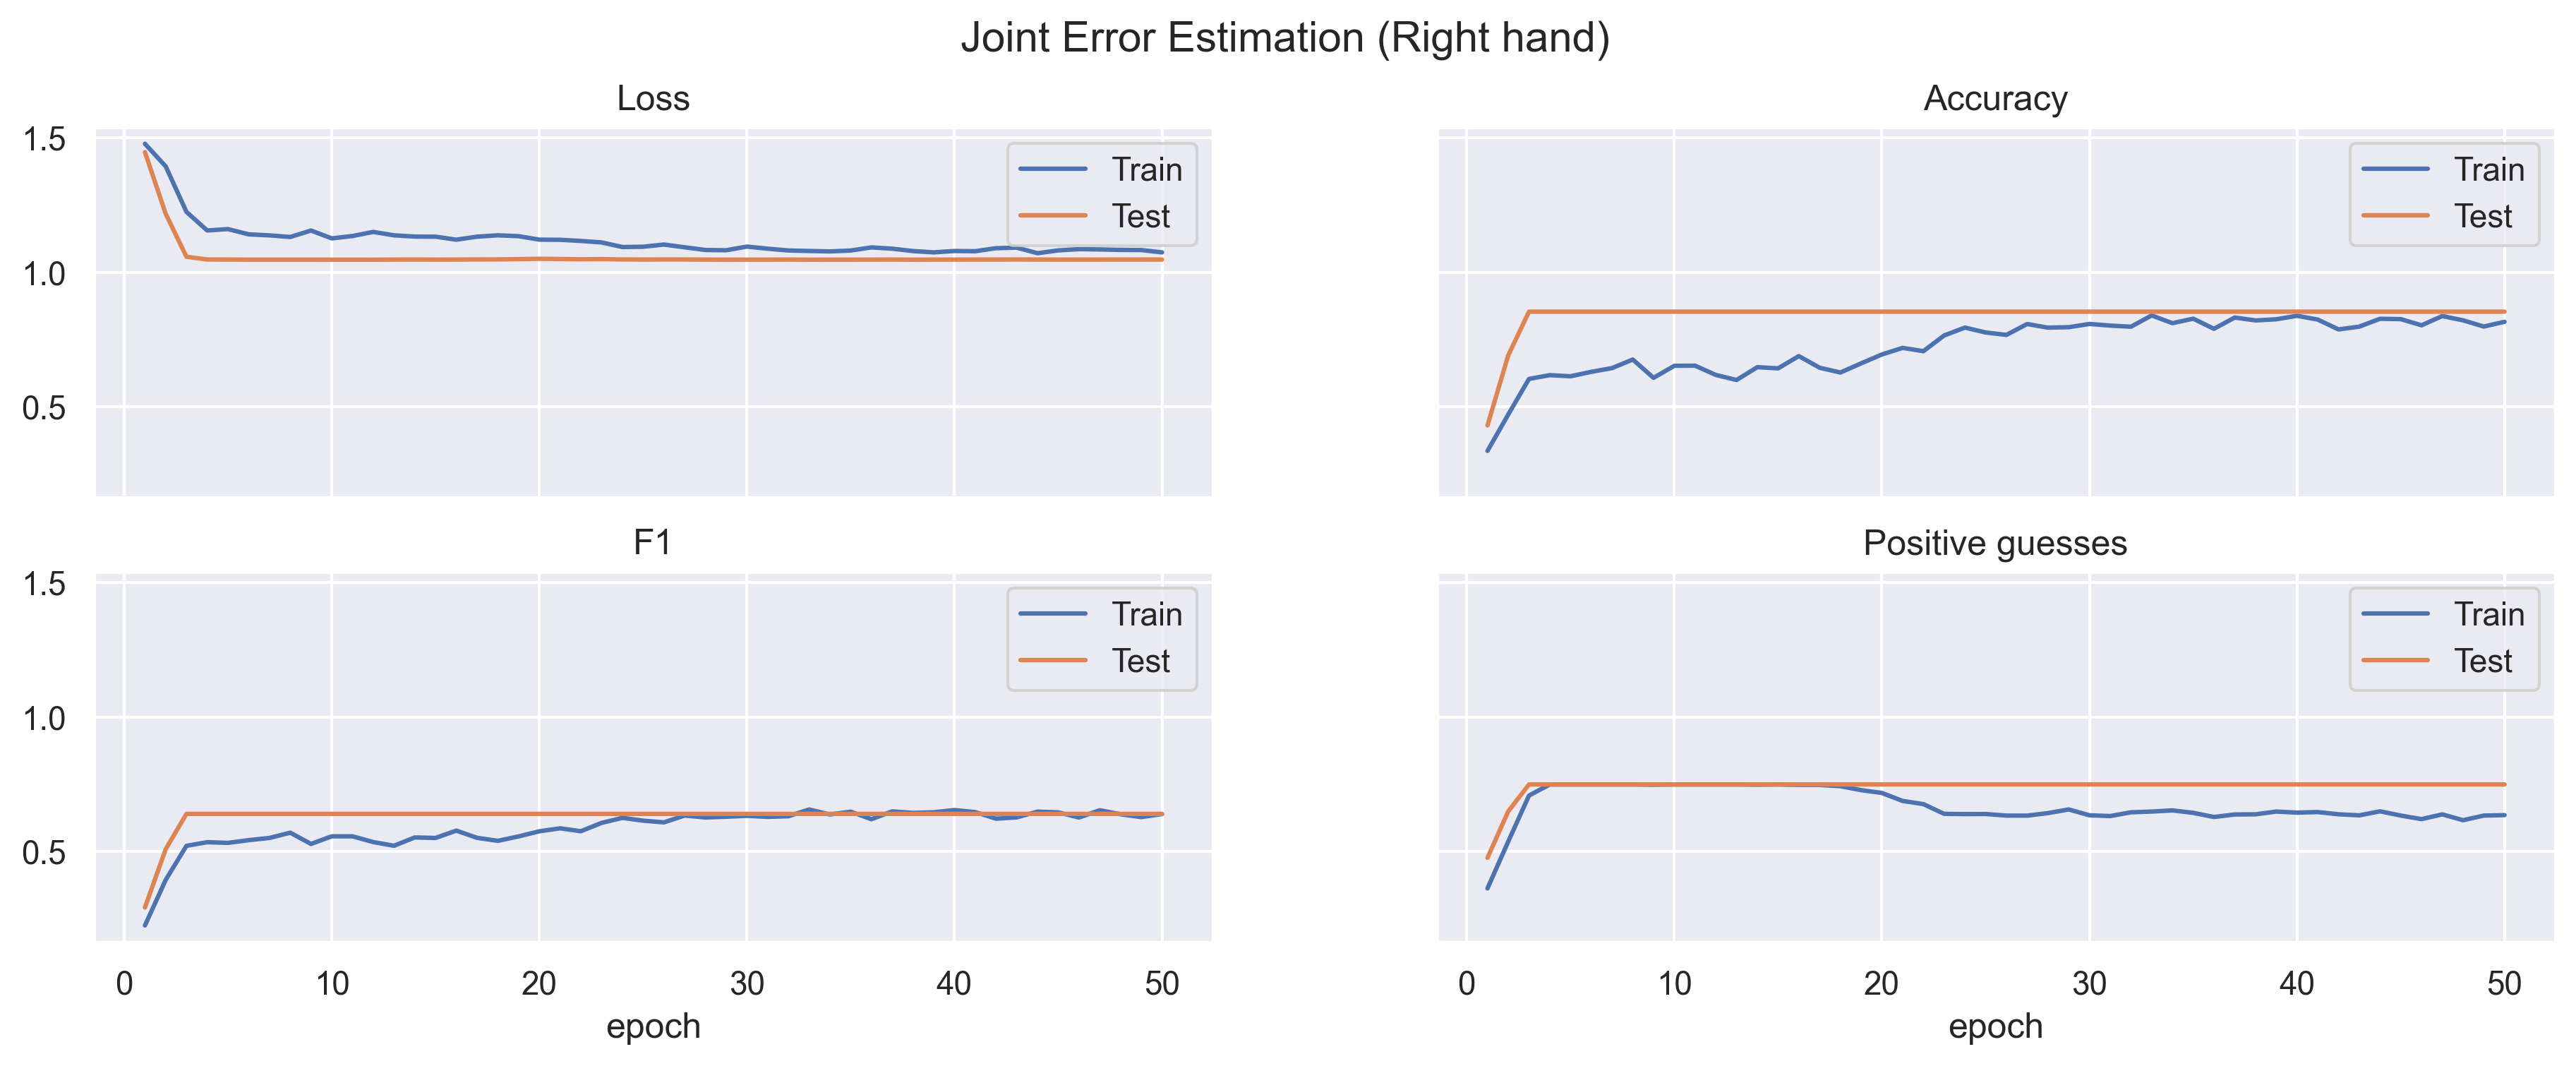 Joint Error Estimation (Right hand)
Loss
Accuracy
1.5
1.0
0.5
Train
Test
Train
Test
F1
Positive guesses
1.5
1.0
0.5
Train
Test
Train
Test
0 10 20 30 40 50
0 10 20 30 40 50
epoch
epoch